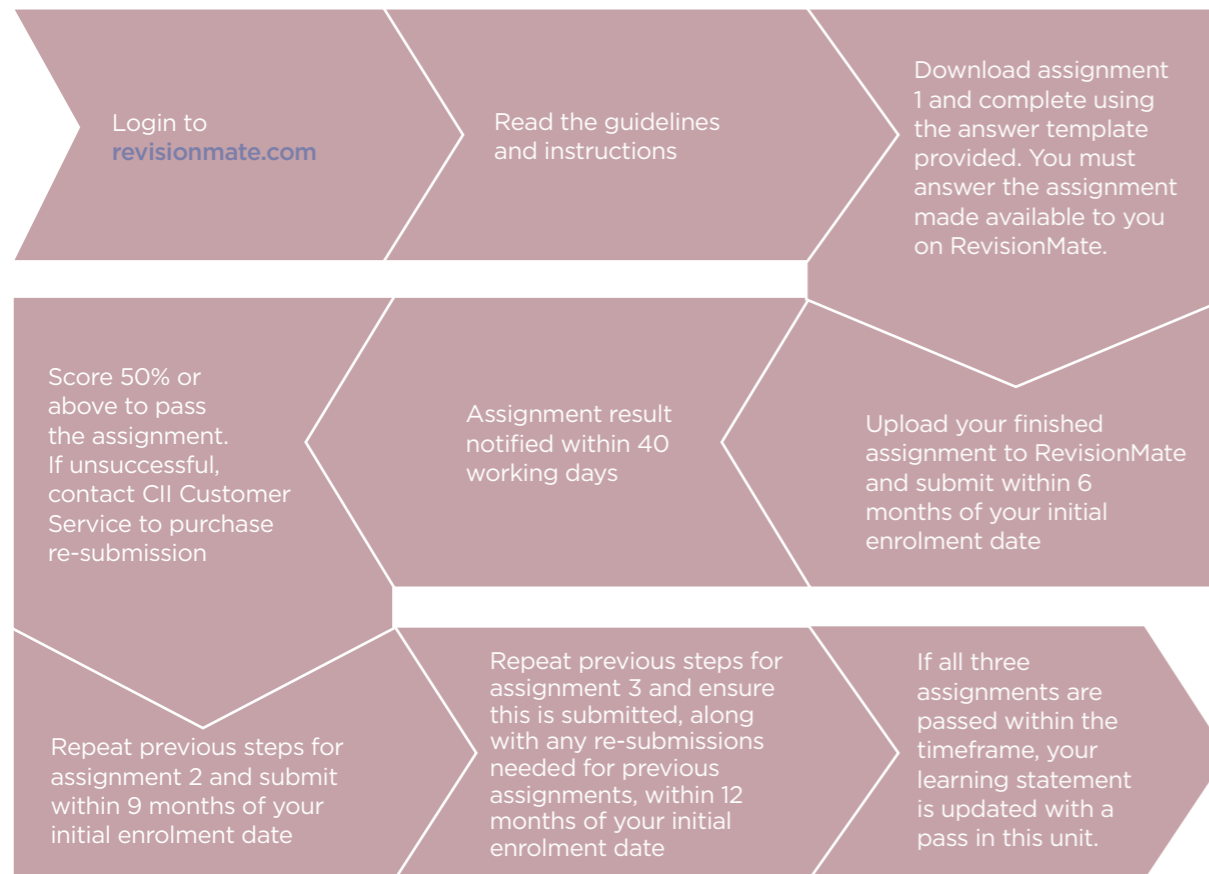 Login to
revisionmate.com
Read the guidelines
and instructions
Download assignment
1 and complete using
the answer template
provided. You must
answer the assignment
made available to you
on RevisionMate.
Upload your finished
assignment to RevisionMate
and submit within 6
months of your initial
enrolment date
Assignment result
notified within 40
working days
Score 50% or
above to pass
the assignment.
If unsuccessful,
contact CII Customer
Service to purchase
re-submission
Repeat previous steps for
assignment 2 and submit
within 9 months of your
initial enrolment date
Repeat previous steps for
assignment 3 and ensure
this is submitted, along
with any re-submissions
needed for previous
assignments, within 12
months of your initial
enrolment date
If all three
assignments are
passed within the
timeframe, your
learning statement
is updated with a
pass in this unit.